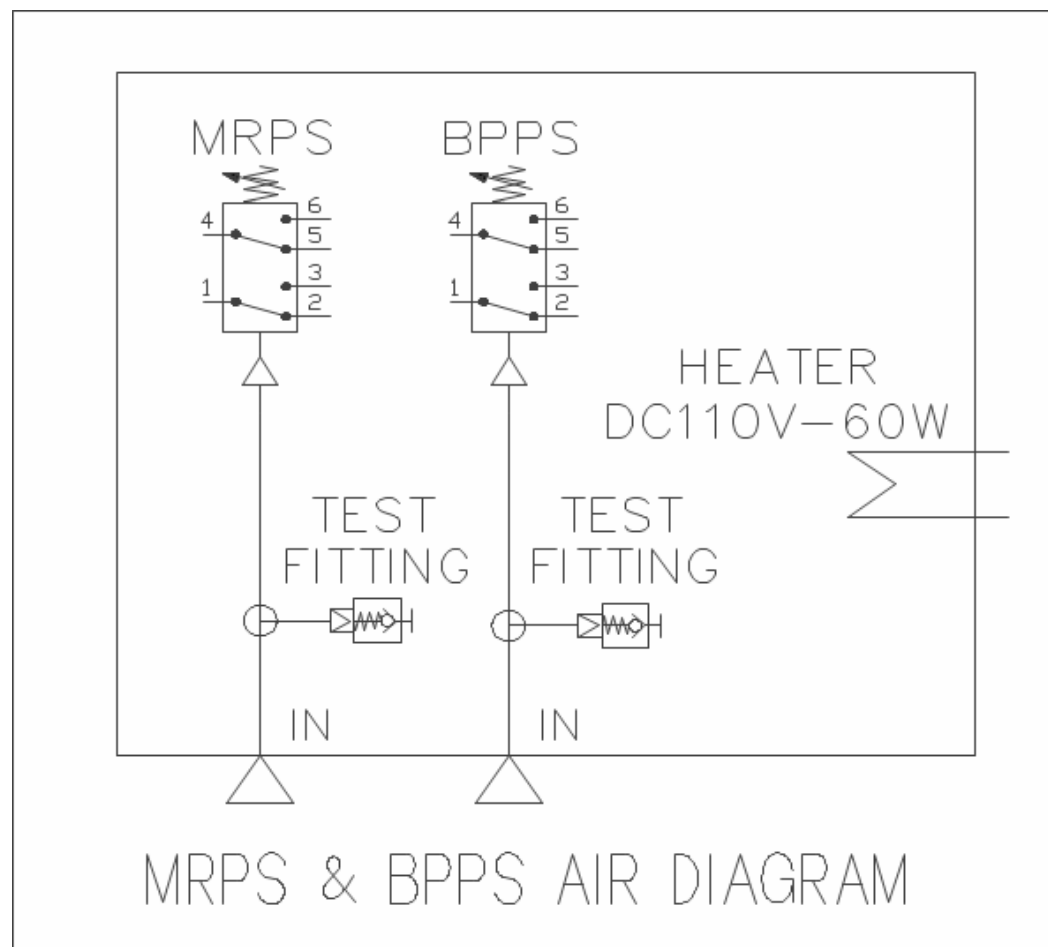 MRPS BPPS
6 6
4 5 4 5
3 3
1 2 1 2
HEATER
DC110V-60W
TEST TEST
FITTING FITTING
IN IN
MRPS & BPPS AIR DIAGRAM